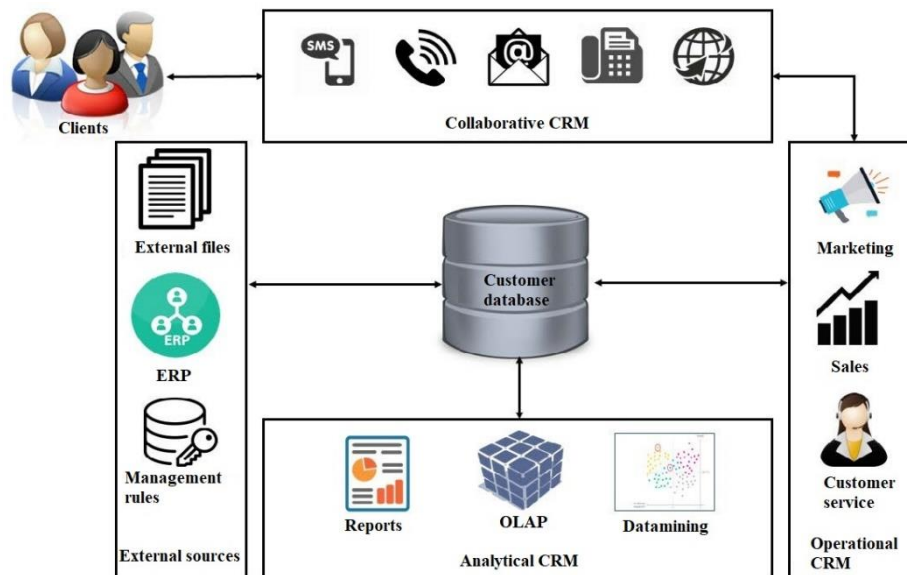 SMS
@
Clients
Collaborative CRM
External files
ERP
ERP
Management
rules
External sources
Customer
database
Marketing
Sales
Customer
service
Operational
CRM
Reports
OLAP
Datamining
Analytical CRM